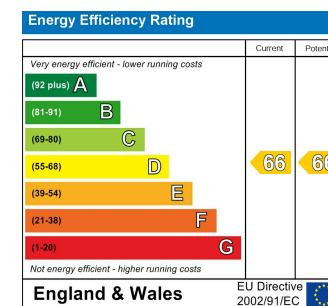 Energy Efficiency Rating
Current Potent
Very energy efficient - lower running costs
(92 plus) A
(81-91) B
(69-80) C
(55-68) D 66 66
(39-54) E
(21-38) F
(1-20) G
Not energy efficient - higher running costs
England & Wales
EU Directive
2002/91/EC